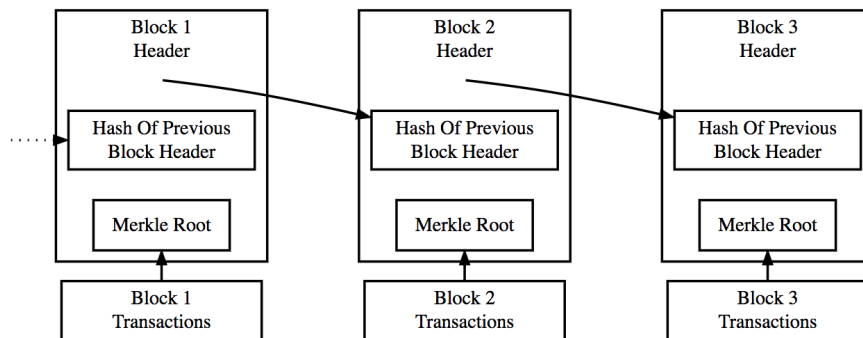 Block 1
Header
Hash Of Previous
Block Header
Merkle Root
Block 1
Transactions
Block 2
Header
Hash Of Previous
Block Header
Merkle Root
Block 2
Transactions
Block 3
Header
Hash Of Previous
Block Header
Merkle Root
Block 3
Transactions